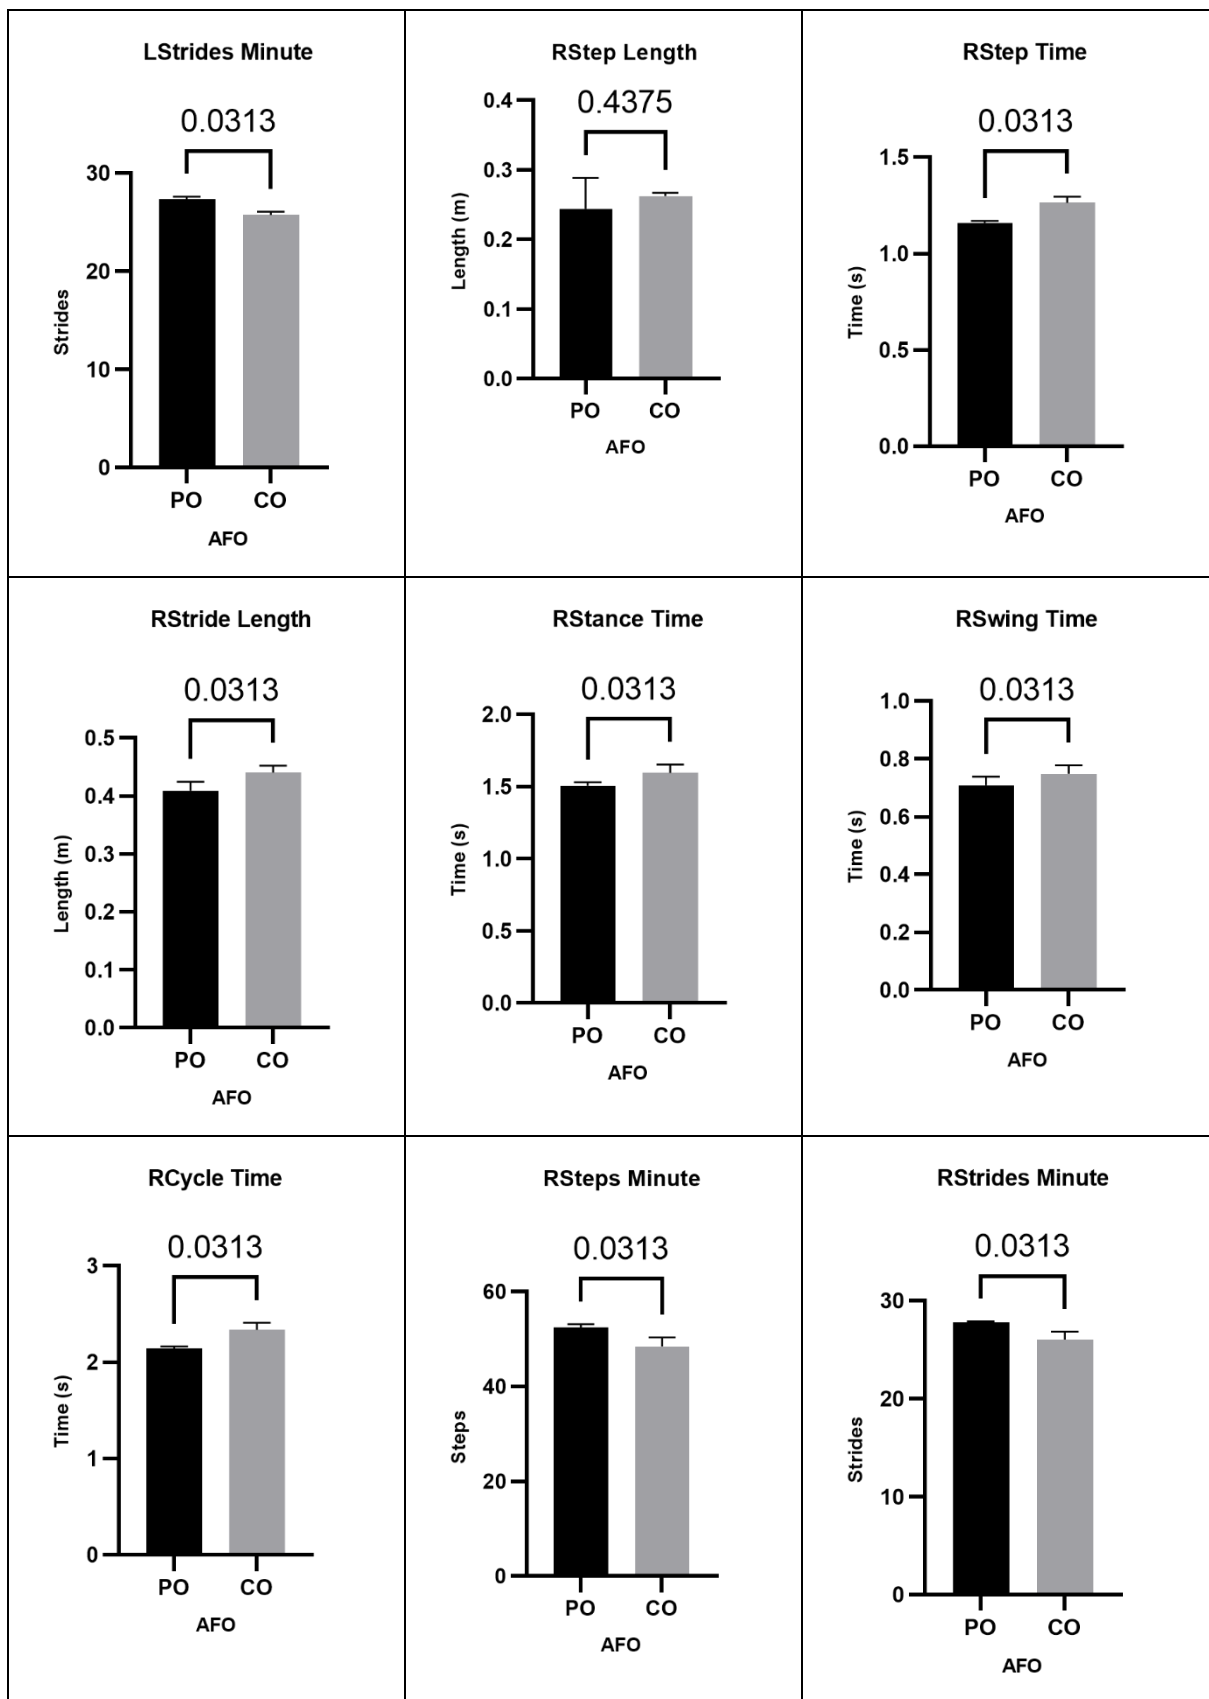 LStrides Minute
0.0313
30
20
10
0
Strides
PO CO
AFO
RStep Length
0.4375
0.4
0.3
0.2
0.1
0.0
Length (m)
PO CO
AFO
RStep Time
0.0313
1.5
1.0
0.5
0.0
Time (s)
PO CO
AFO
RStride Length
0.0313
0.5
0.4
0.3
0.2
0.1
0.0
Length (m)
PO CO
AFO
RStance Time
0.0313
2.0
1.5
1.0
0.5
0.0
Time (s)
PO CO
AFO
RSwing Time
0.0313
1.0
0.8
0.6
0.4
0.2
0.0
Time (s)
PO CO
AFO
RCycle Time
0.0313
3
2
1
0
Time (s)
PO CO
AFO
RSteps Minute
0.0313
60
40
20
0
Steps
PO CO
AFO
RStrides Minute
0.0313
30
20
10
0
Strides
PO CO
AFO